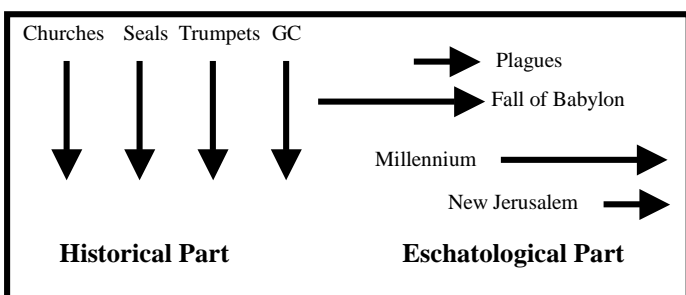 Churches Seals Trumpets GC
Plagues
Fall of Babylon
Millennium
New Jerusalem
Historical Part Eschatological Part